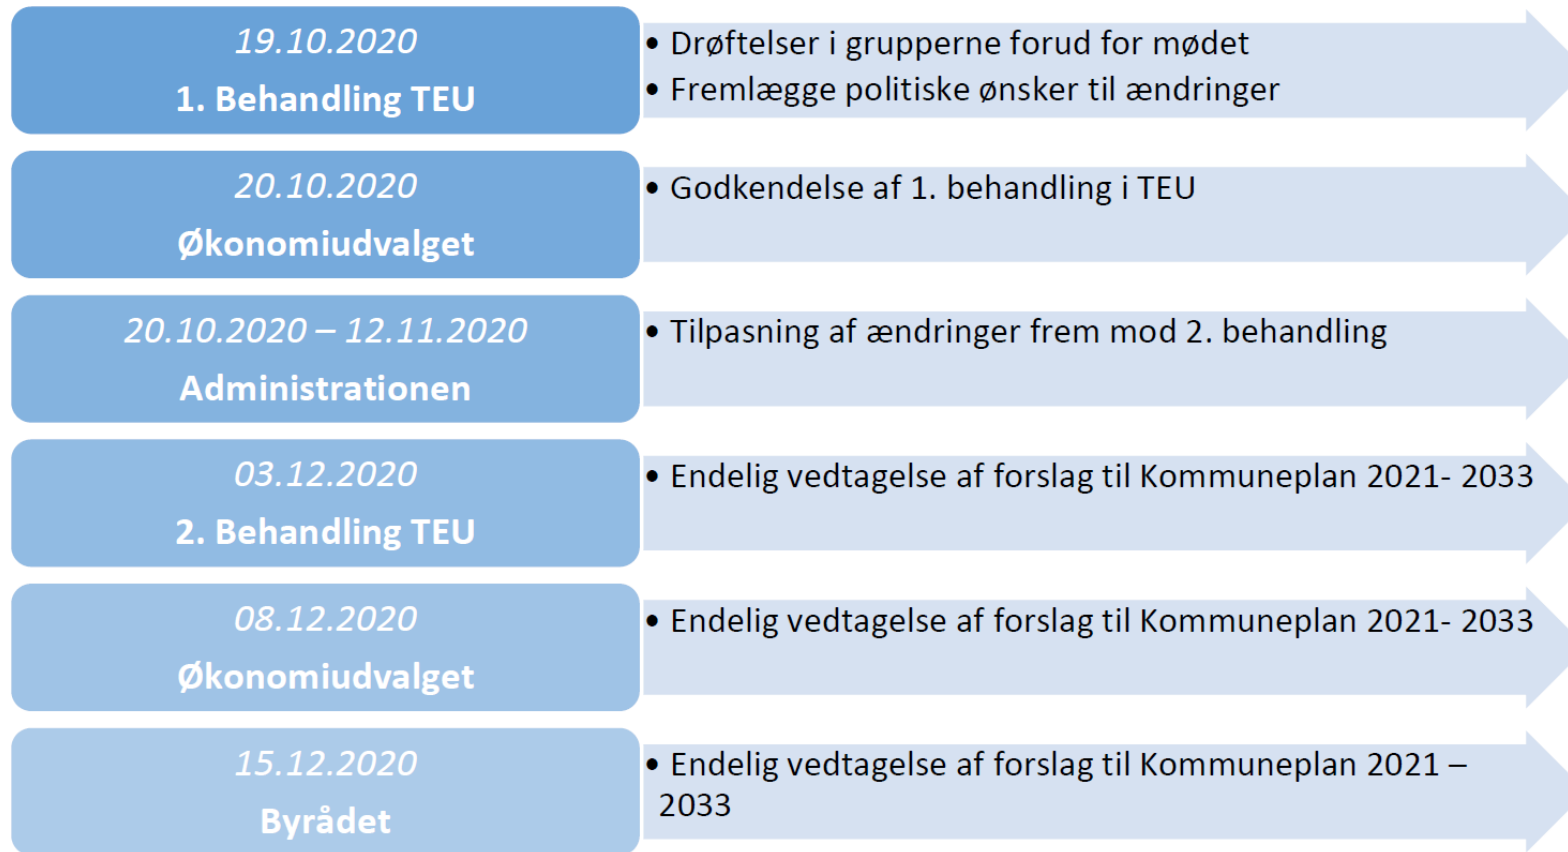 19.10.2020
1. Behandling TEU
• Drøftelser i grupperne forud for mødet
• Fremlægge politiske ønsker til ændringer
20.10.2020
Økonomiudvalget
• Godkendelse af 1. behandling i TEU
20.10.2020 – 12.11.2020
Administrationen
• Tilpasning af ændringer frem mod 2. behandling
03.12.2020
2. Behandling TEU
• Endelig vedtagelse af forslag til Kommuneplan 2021- 2033
08.12.2020
Økonomiudvalget
• Endelig vedtagelse af forslag til Kommuneplan 2021- 2033
15.12.2020
Byrådet
• Endelig vedtagelse af forslag til Kommuneplan 2021 –
2033